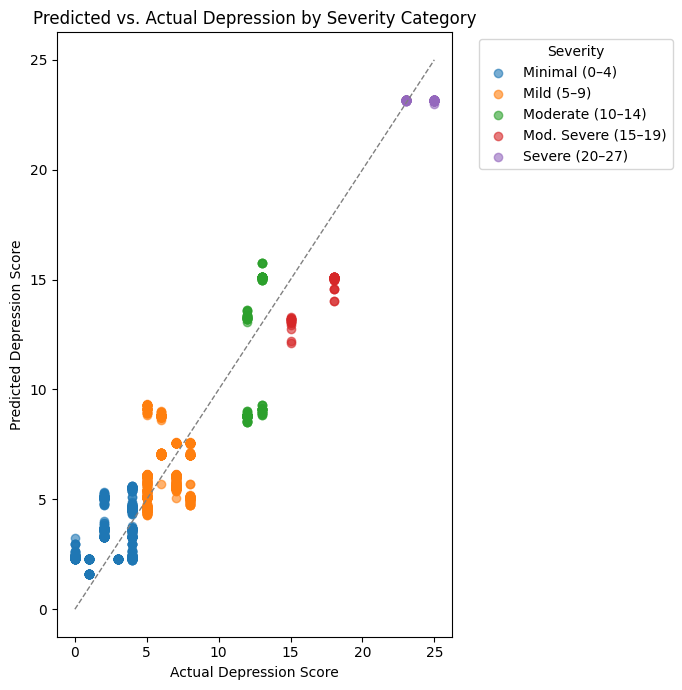 Predicted vs. Actual Depression by Severity Category
25
20
15
10
5
0
Predicted Depression Score
0
5
10
15
20
25
Actual Depression Score
Severity
Minimal (0–4)
Mild (5–9)
Moderate (10–14)
Mod. Severe (15–19)
Severe (20–27)